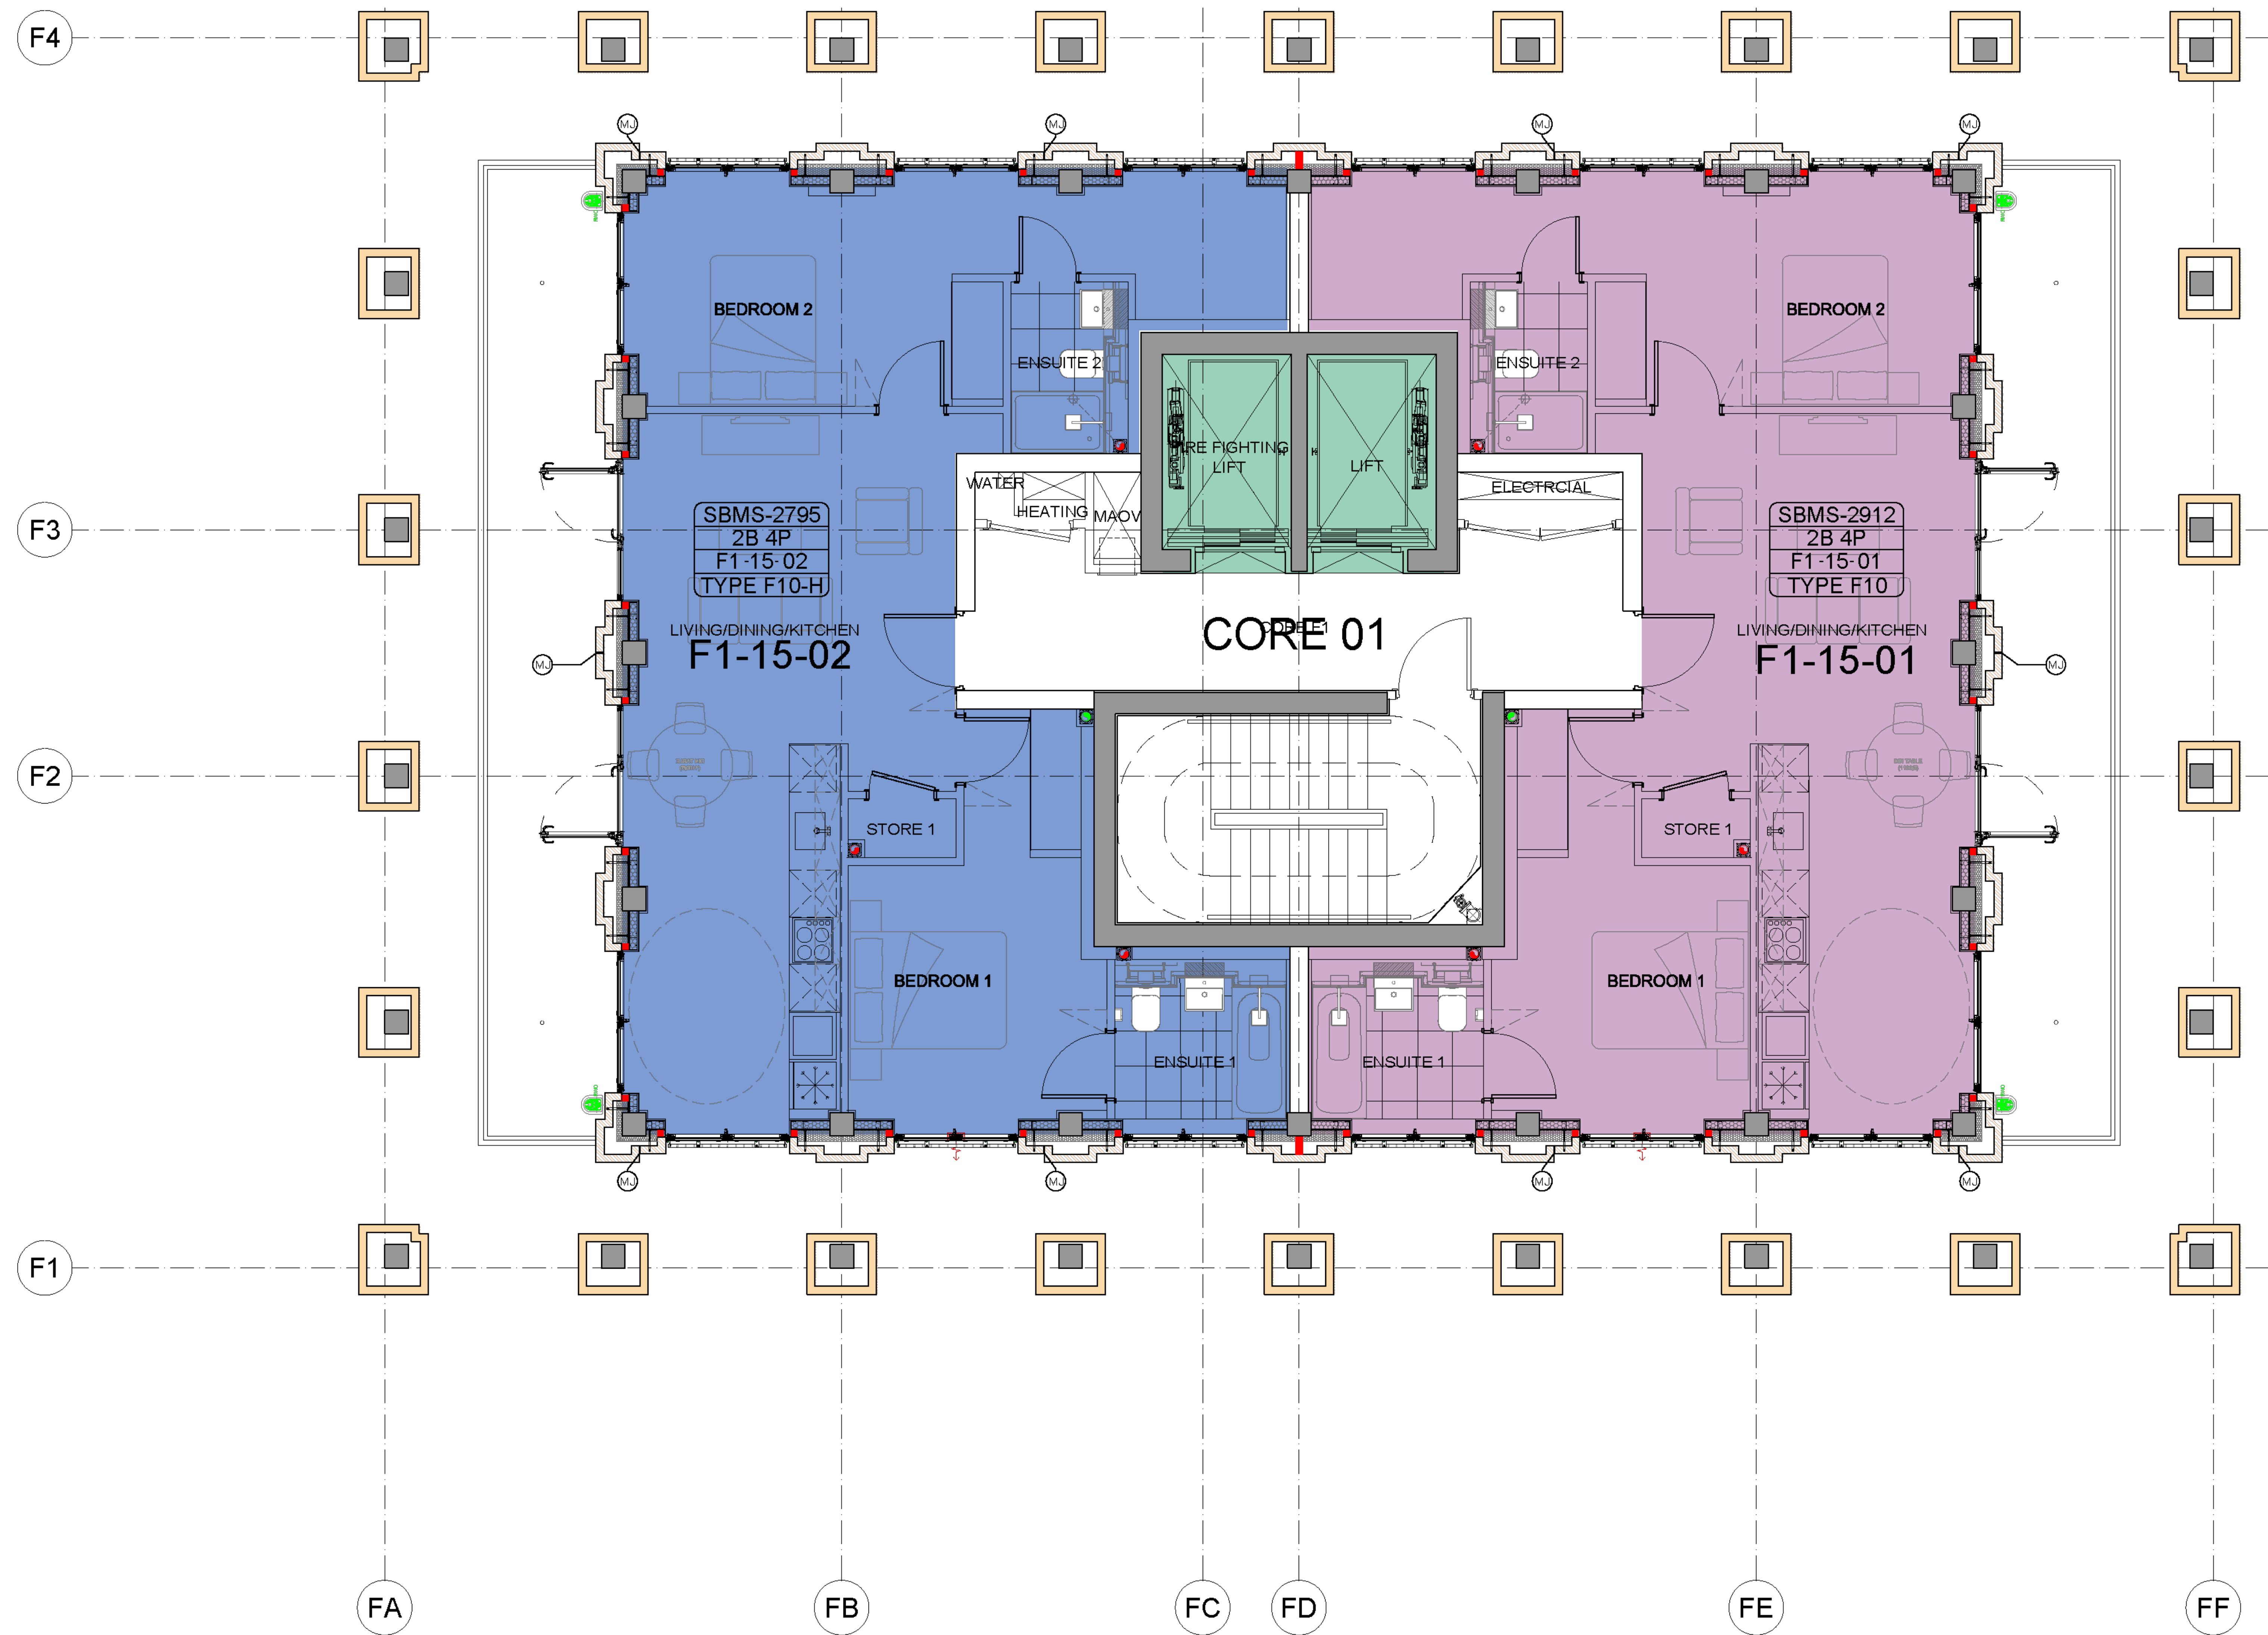 F4
MJ
MJ
MJ
MJ
BEDROOM 2
BEDROOM 2
ENSUITE 2
ENSUITE 2
FIRE FIGHTING
LIFT
LIFT
WATER
HEATING
MAOV
ELECTRCIAL
F3
SBMS-2795
2B 4P
F1-15-02
TYPE F10-H
SBMS-2912
2B 4P
F1-15-01
TYPE F10
LIVING/DINING/KITCHEN
F1-15-02
CORE F1
CORE 01
LIVING/DINING/KITCHEN
F1-15-01
MJ
MJ
F2
STORE 1
STORE 1
BEDROOM 1
BEDROOM 1
ENSUITE 1
ENSUITE 1
MJ
MJ
MJ
MJ
F1
FA
FB
FC
FD
FE
FF